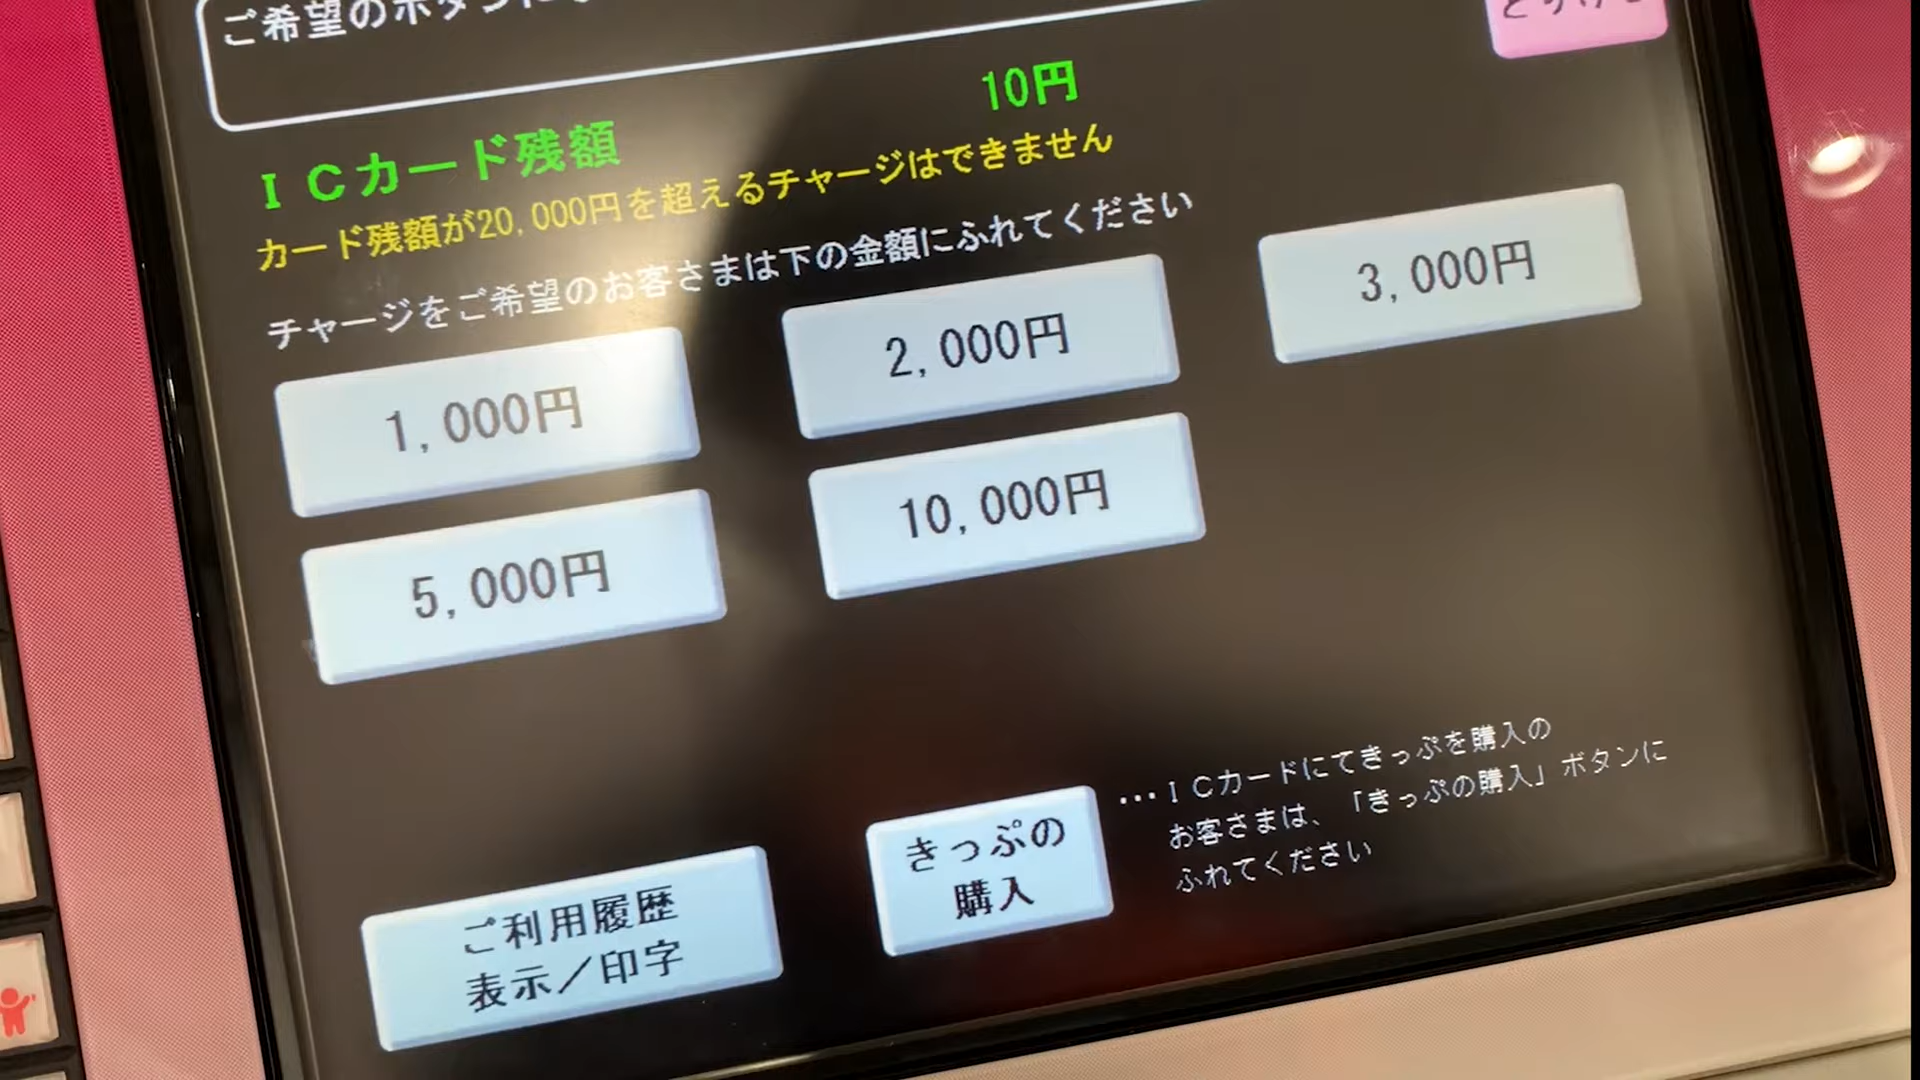 ご希望のボタンに
とりけし
10円
ICカード残額
カード残額が20,000円を超えるチャージはできません
チャージをご希望のお客さまは下の金額にふれてください
1,000円
2,000円
3,000円
5,000円
10,000円
ご利用履歴
表示/印字
きっぷの
購入
…ICカードにてきっぷを購入の
お客さまは、「きっぷの購入」ボタンに
ふれてください